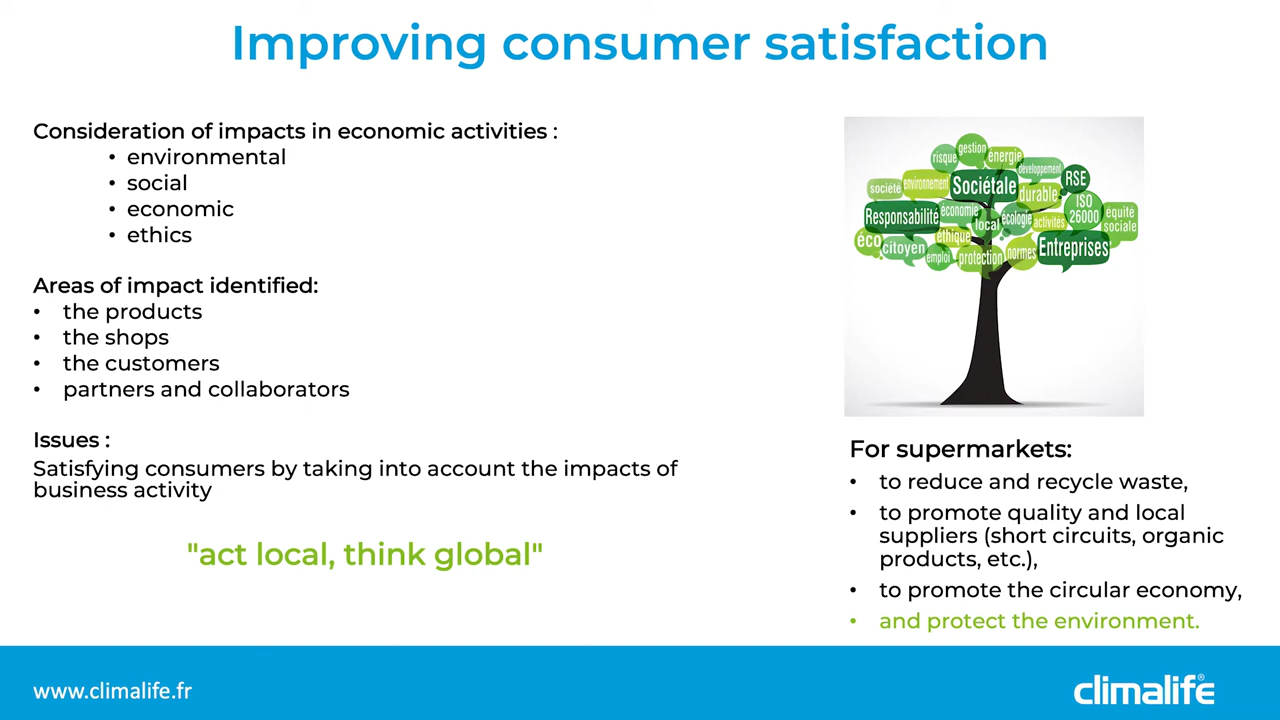 Improving consumer satisfaction
Consideration of impacts in economic activities :
• environmental
• social
• economic
• ethics
Areas of impact identified:
• the products
• the shops
• the customers
• partners and collaborators
Issues :
Satisfying consumers by taking into account the impacts of
business activity
"act local, think global"
risque
gestion
énergie
développement
RSE
société
environnement
Sociétale
durable
ISO
26000
équité
sociale
Responsabilité
économie
local
écologie
activités
éco
citoyen
éthique
emploi
protection
normes
Entreprises
For supermarkets:
• to reduce and recycle waste,
• to promote quality and local
suppliers (short circuits, organic
products, etc.),
• to promote the circular economy,
• and protect the environment.
www.climalife.fr
climalife®